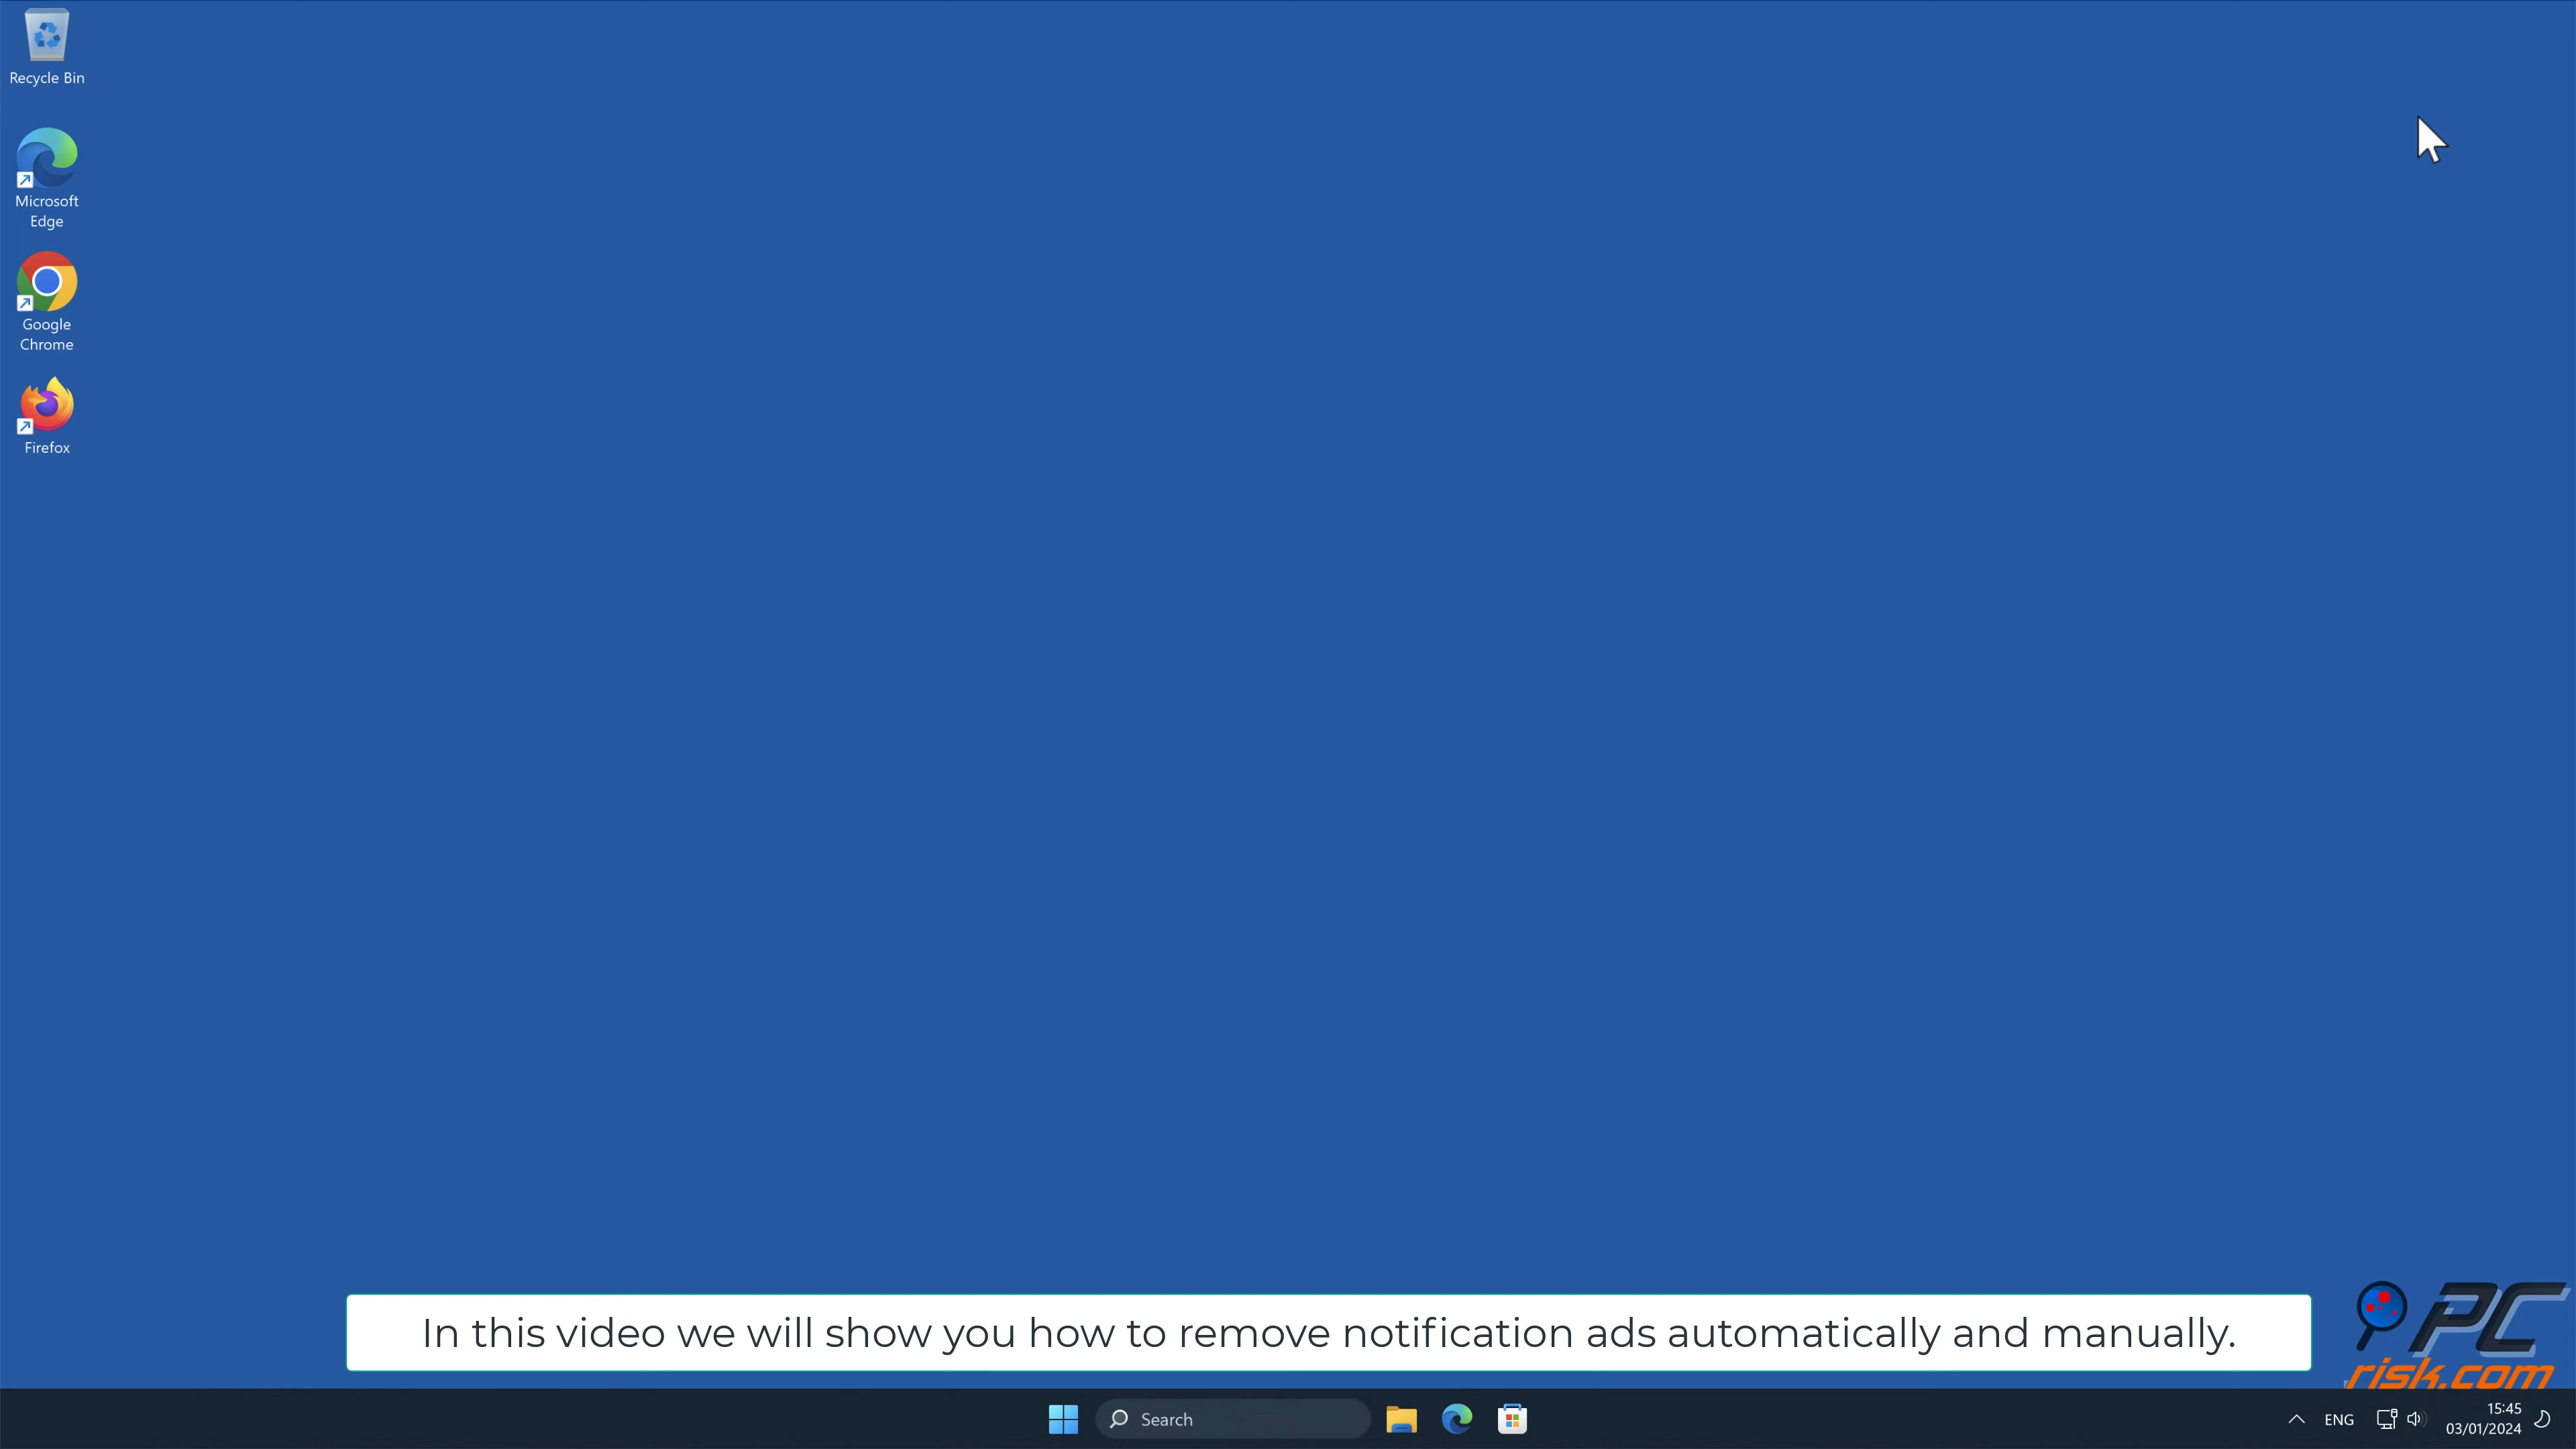 Recycle Bin
Microsoft
Edge
Google
Chrome
Firefox
In this video we will show you how to remove notification ads automatically and manually.
PC
risk.com
Search
ENG
15:45
03/01/2024